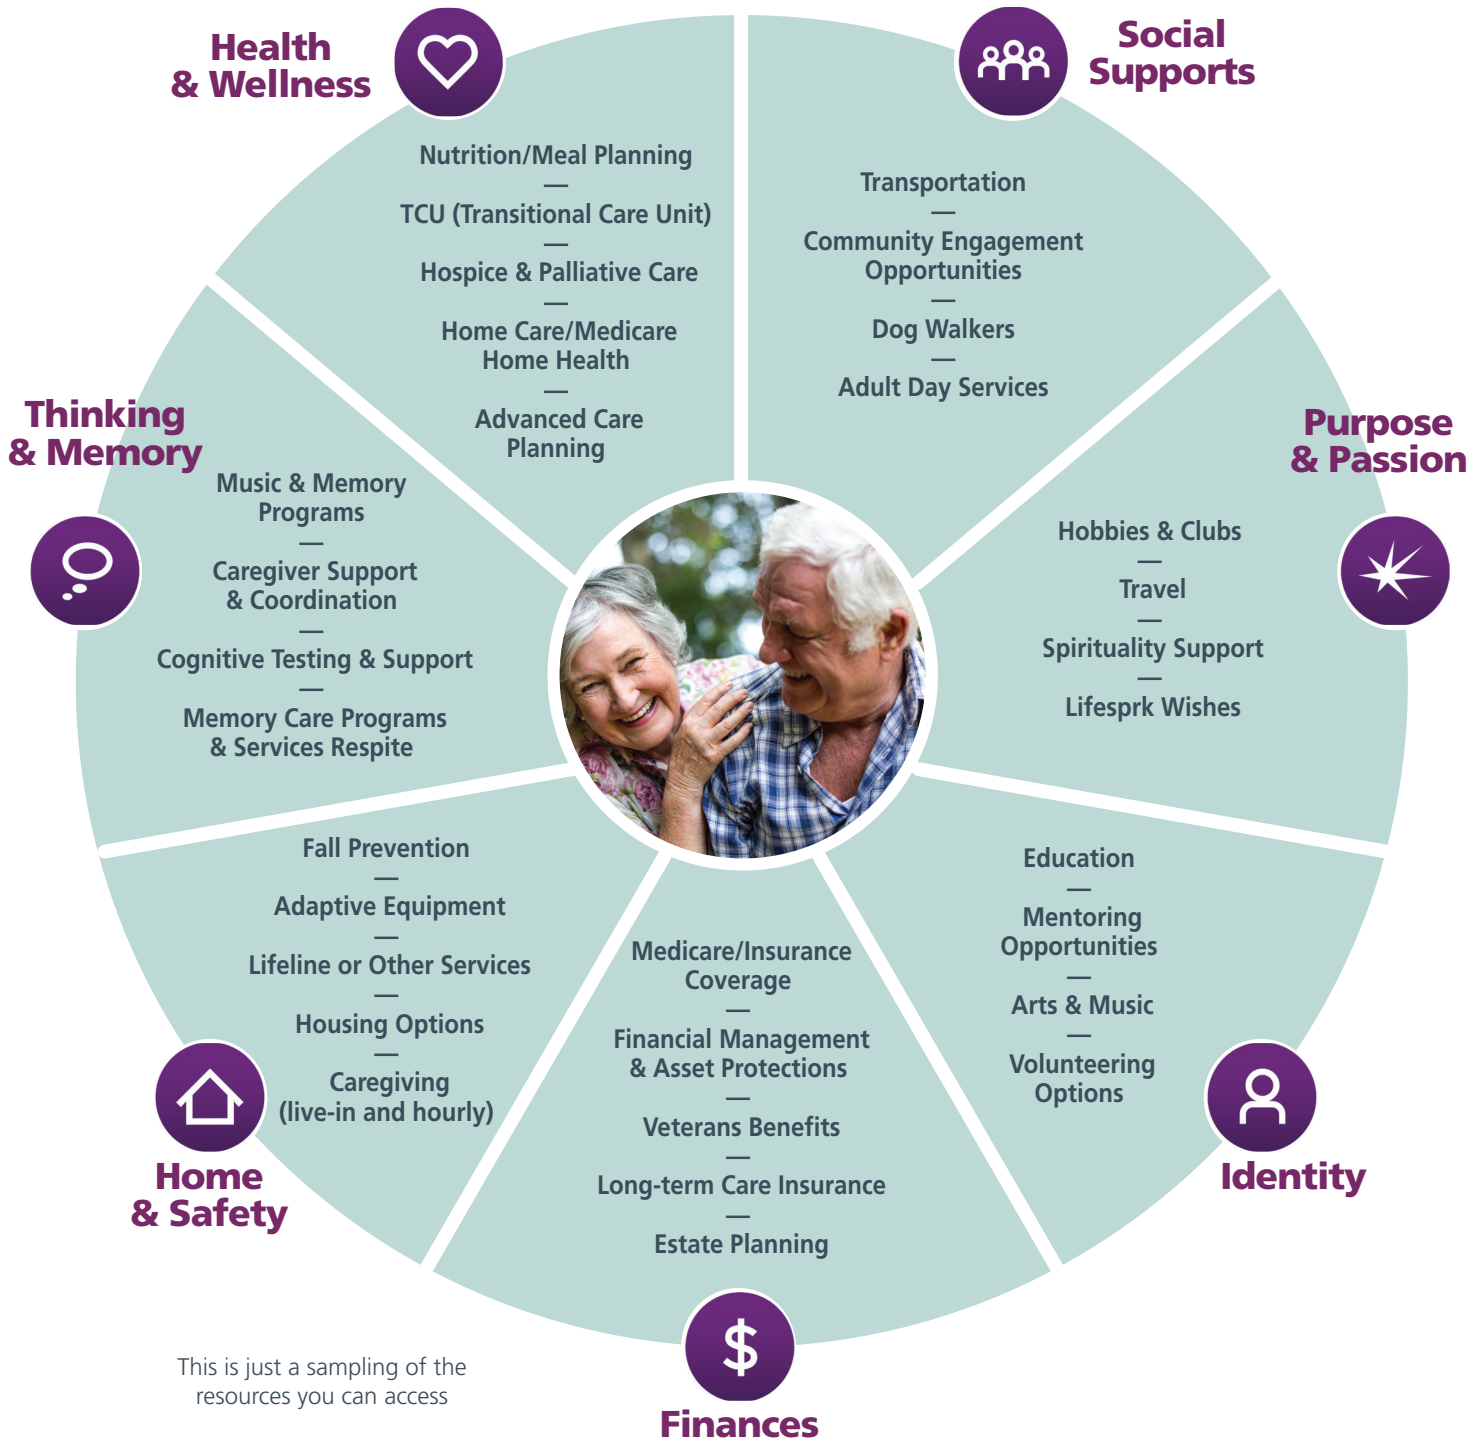 Health
& Wellness
Nutrition/Meal Planning
—
TCU (Transitional Care Unit)
—
Hospice & Palliative Care
—
Home Care/Medicare
Home Health
—
Advanced Care
Planning
Social
Supports
Transportation
—
Community Engagement
Opportunities
—
Dog Walkers
—
Adult Day Services
Purpose
& Passion
Hobbies & Clubs
—
Travel
—
Spirituality Support
—
Lifesprk Wishes
Identity
Education
—
Mentoring
Opportunities
—
Arts & Music
—
Volunteering
Options
Finances
$
Medicare/Insurance
Coverage
—
Financial Management
& Asset Protections
—
Veterans Benefits
—
Long-term Care Insurance
—
Estate Planning
Home
& Safety
Fall Prevention
—
Adaptive Equipment
—
Lifeline or Other Services
—
Housing Options
—
Caregiving
(live-in and hourly)
Thinking
& Memory
Music & Memory
Programs
—
Caregiver Support
& Coordination
—
Cognitive Testing & Support
—
Memory Care Programs
& Services Respite
This is just a sampling of the
resources you can access